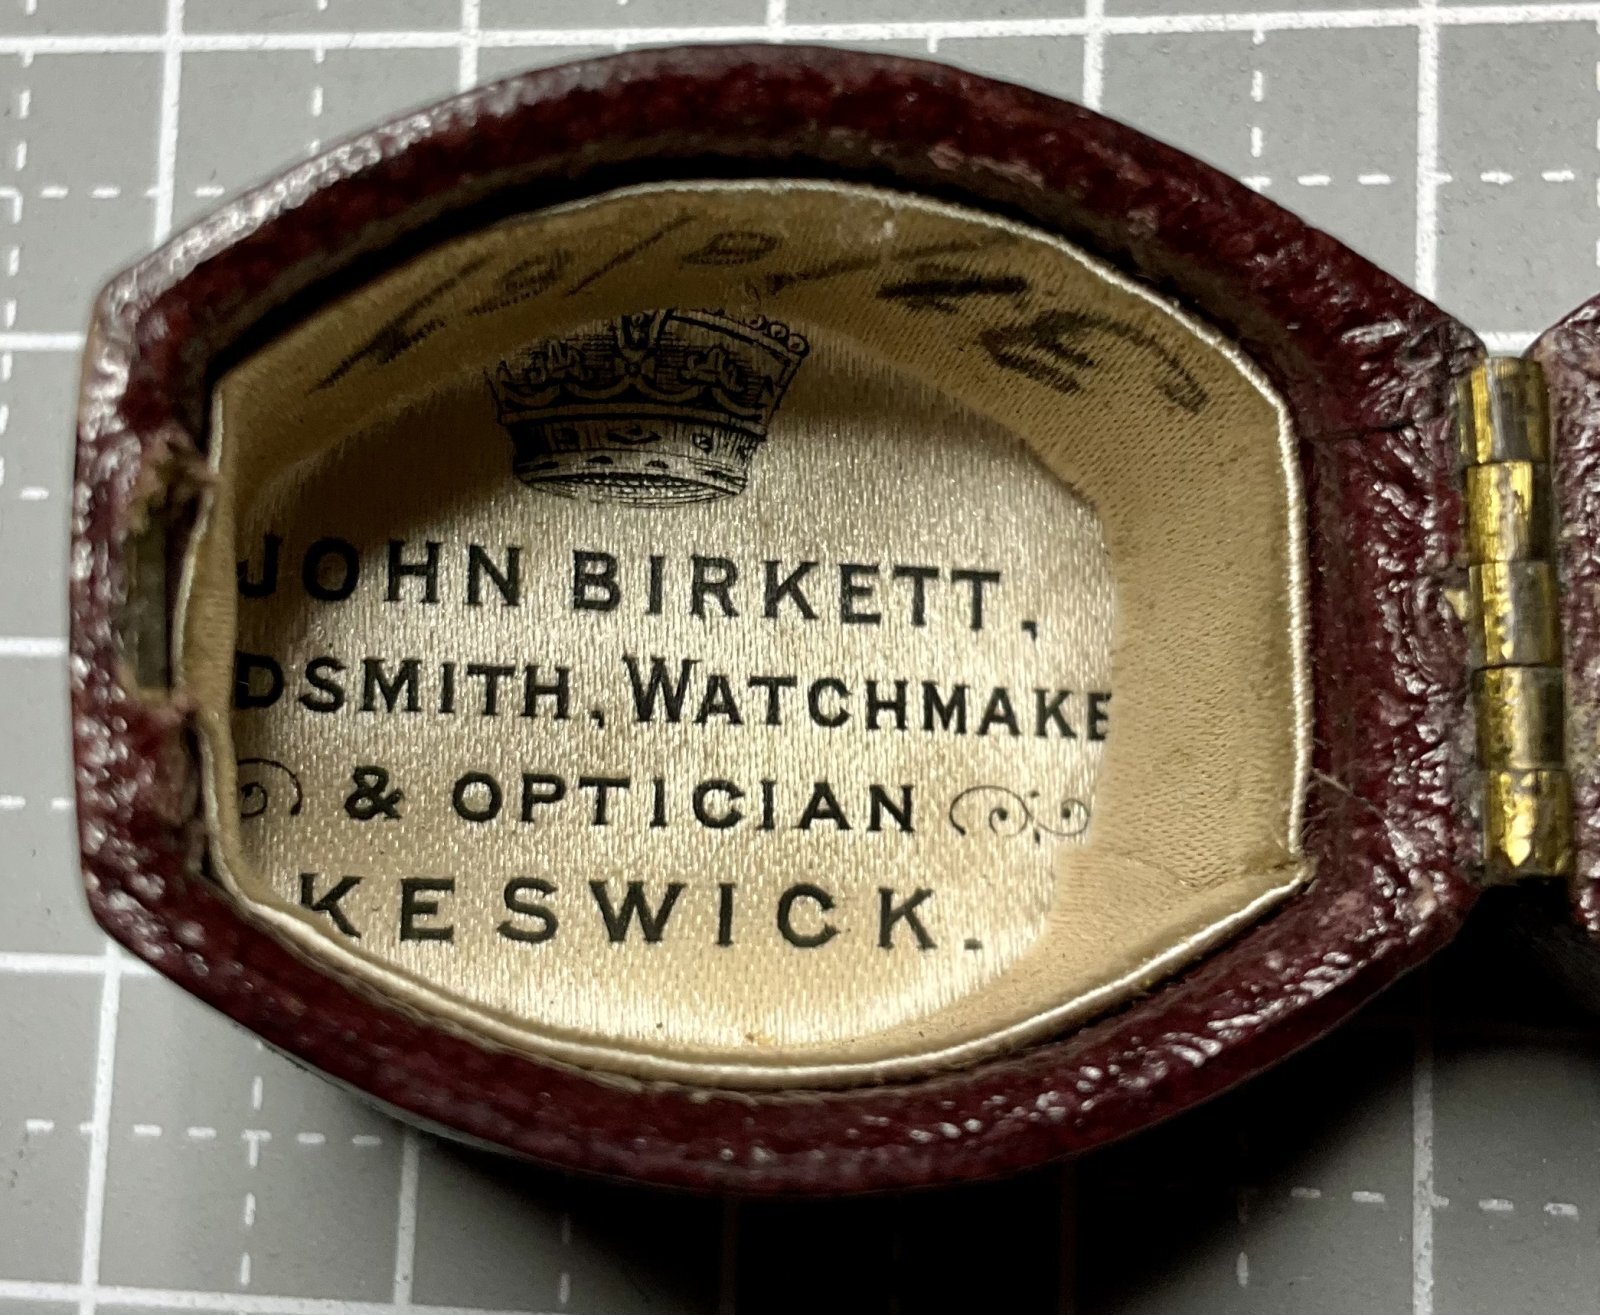 JOHN BIRKETT.
DSMITH, WATCHMAKE
& OPTICIAN
KESWICK.